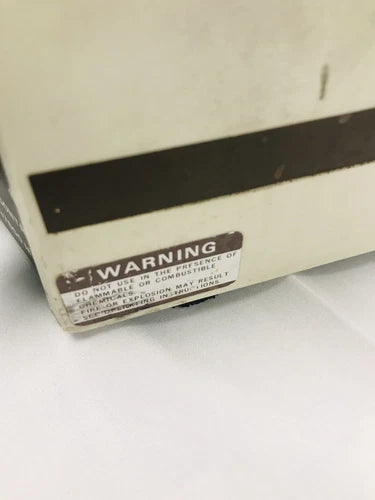 WARNING
DO NOT USE IN THE PRESENCE OF
FLAMMABLE OR COMBUSTIBLE
CHEMICALS.
FIRE OR EXPLOSION MAY RESULT
SEE OPERATING INSTRUCTIONS.